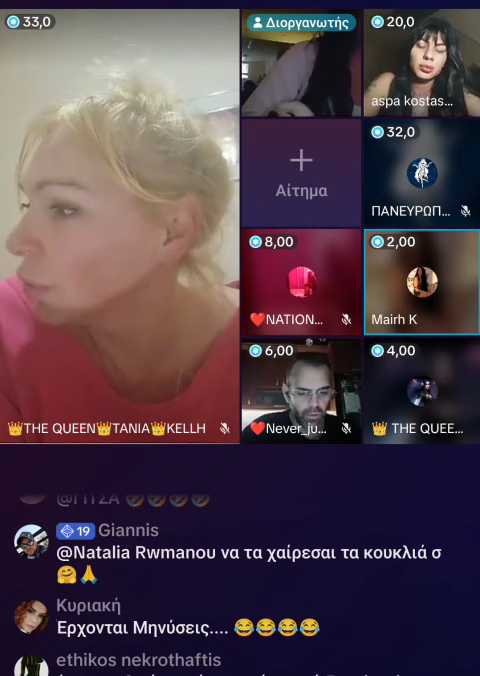 33,0
Διοργανωτής
20,0
aspa kostas...
Αίτημα
32,0
ΠΑΝΕΥΡΩΠ...
8,00
❤️NATION...
2,00
Mairh K
6,00
❤️Never_ju...
4,00
👑 THE QUEE...
👑THE QUEEN👑TANIA👑KELLH
🤣🤣🤣🤣
19 Giannis
@Natalia Rwmanou να τα χαίρεσαι τα κουκλιά σ
🤗🙏
Κυριακή
Έρχονται Μηνύσεις.... 😂😂😂😂
ethikos nekrothaftis